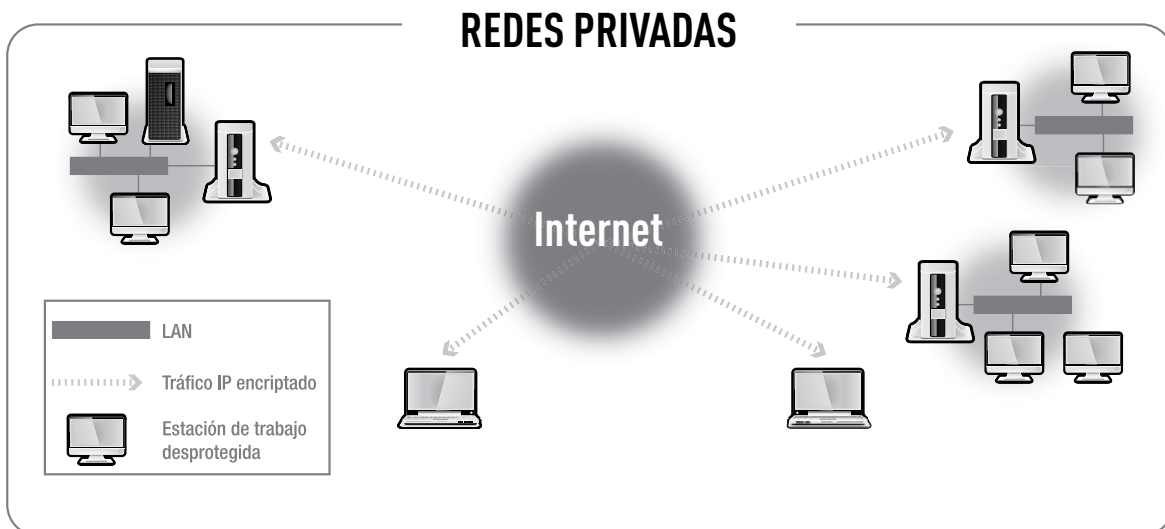 REDES PRIVADAS
Internet
LAN
Tráfico IP encriptado
Estación de trabajo
desprotegida